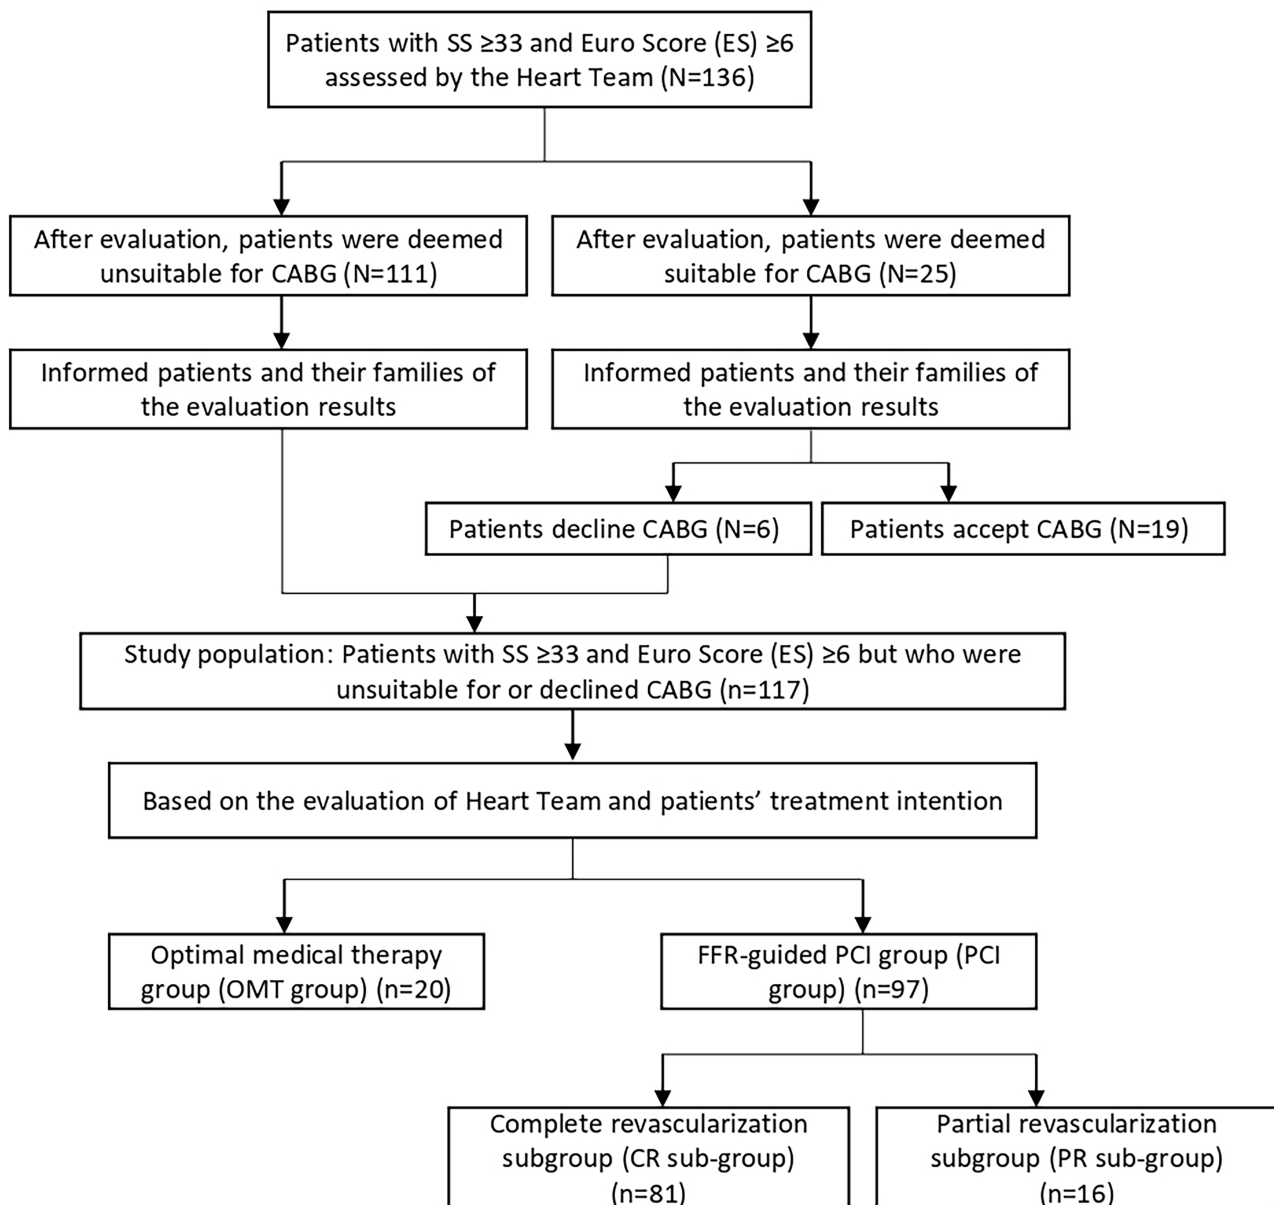 Patients with SS ≥33 and Euro Score (ES) ≥6
assessed by the Heart Team (N=136)
After evaluation, patients were deemed
unsuitable for CABG (N=111)
After evaluation, patients were deemed
suitable for CABG (N=25)
Informed patients and their families of
the evaluation results
Informed patients and their families of
the evaluation results
Patients decline CABG (N=6)
Patients accept CABG (N=19)
Study population: Patients with SS ≥33 and Euro Score (ES) ≥6 but who were
unsuitable for or declined CABG (n=117)
Based on the evaluation of Heart Team and patients’ treatment intention
Optimal medical therapy
group (OMT group) (n=20)
FFR-guided PCI group (PCI
group) (n=97)
Complete revascularization
subgroup (CR sub-group)
(n=81)
Partial revascularization
subgroup (PR sub-group)
(n=16)